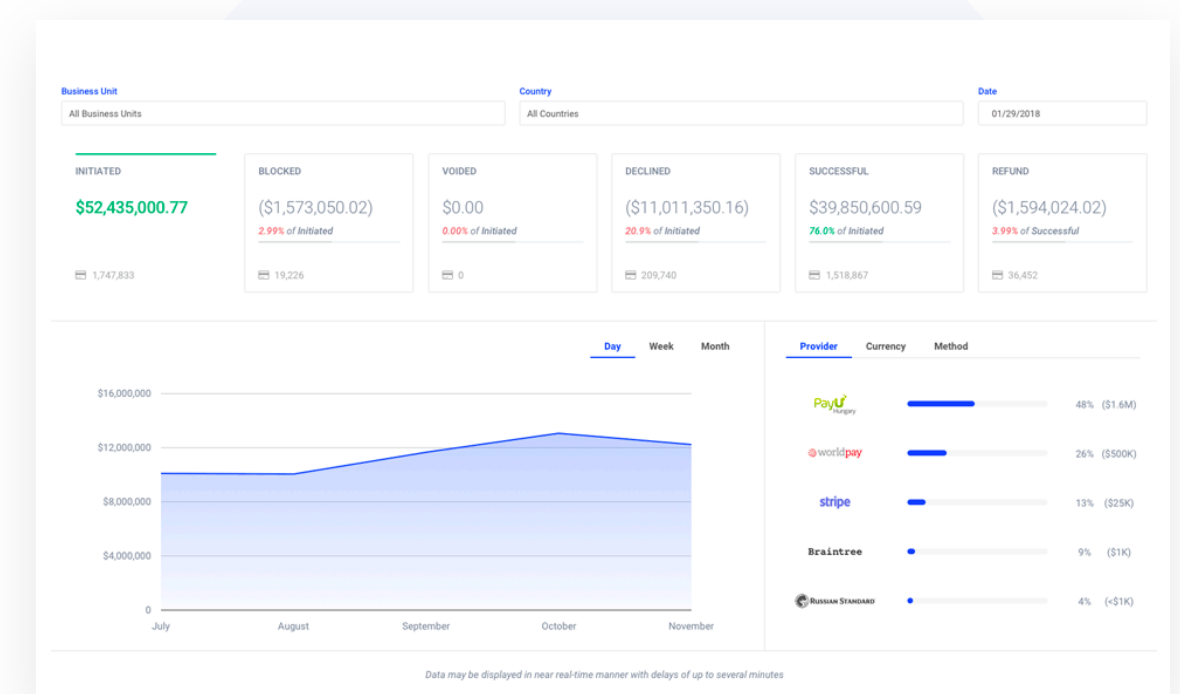 Business Unit Country Date
All Business Units All Countries 01/29/2018
INITIATED BLOCKED VOIDED DECLINED SUCCESSFUL REFUND
$52,435,000.77 ($1,573,050.02) $0.00 ($11,011,350.16) $39,850,600.59 ($1,594,024.02)
2.99% of Initiated 0.00% of Initiated 20.9% of Initiated 76.0% of Initiated 3.99% of Successful
1,747,833 19,226 0 209,740 1,518,867 36,452
Day Week Month Provider Currency Method
$16,000,000
$12,000,000
$8,000,000
$4,000,000
0
July August September October November
PayU Hungary 48% ($1.6M)
worldpay 26% ($500K)
stripe 13% ($25K)
Braintree 9% ($1K)
RUSSIAN STANDARD 4% (<$1K)
Data may be displayed in near real-time manner with delays of up to several minutes